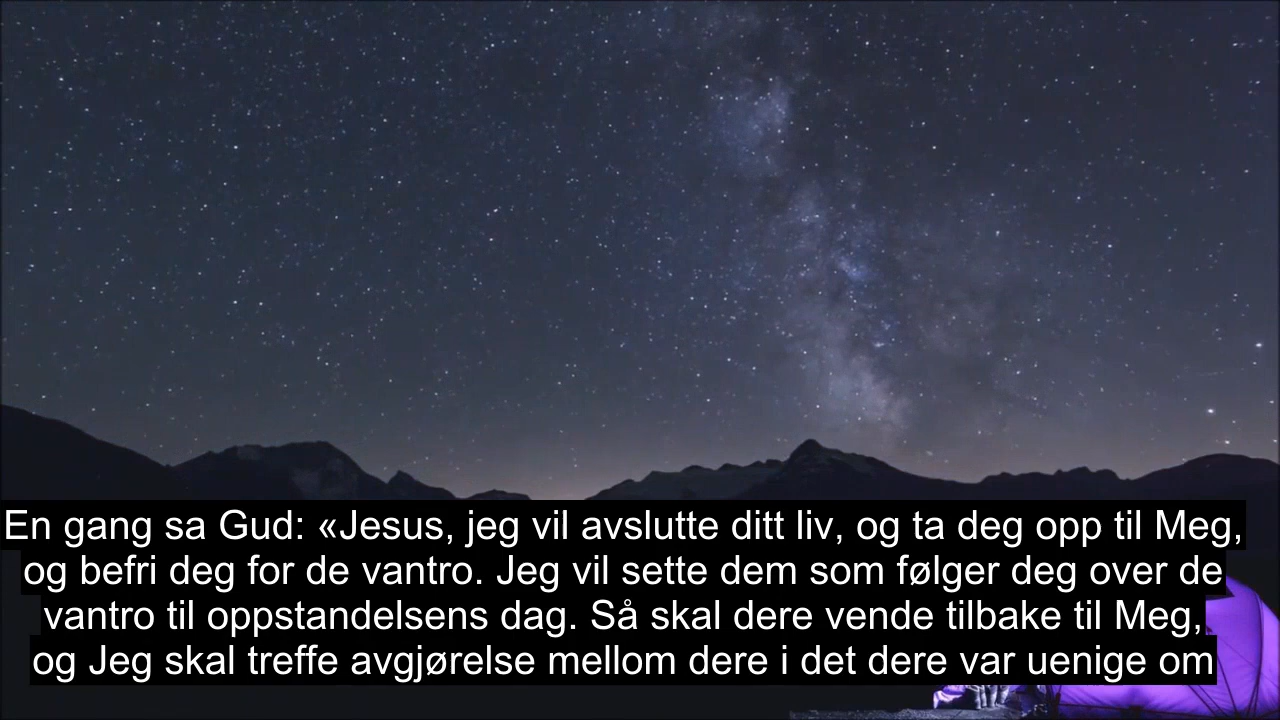 En gang sa Gud: «Jesus, jeg vil avslutte ditt liv, og ta deg opp til Meg,
og befri deg for de vantro. Jeg vil sette dem som følger deg over de
vantro til oppstandelsens dag. Så skal dere vende tilbake til Meg,
og Jeg skal treffe avgjørelse mellom dere i det dere var uenige om